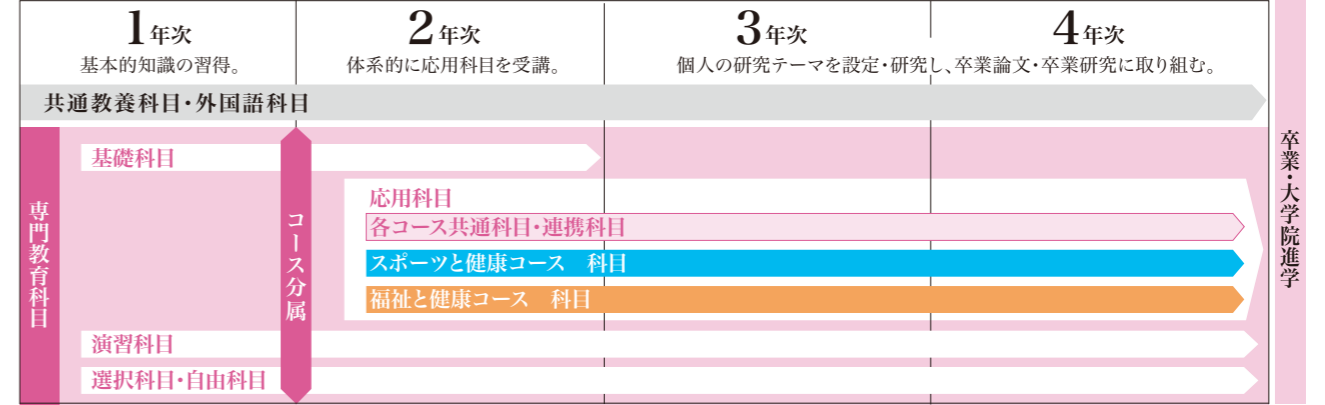 1年次
2年次
3年次
4年次
基本的知識の習得。
体系的に応用科目を受講。
個人の研究テーマを設定・研究し、卒業論文・卒業研究に取り組む。
共通教養科目・外国語科目
専門教育科目
基礎科目
コース分属
応用科目
各コース共通科目・連携科目
スポーツと健康コース　科目
福祉と健康コース　科目
演習科目
選択科目・自由科目
卒業・大学院進学